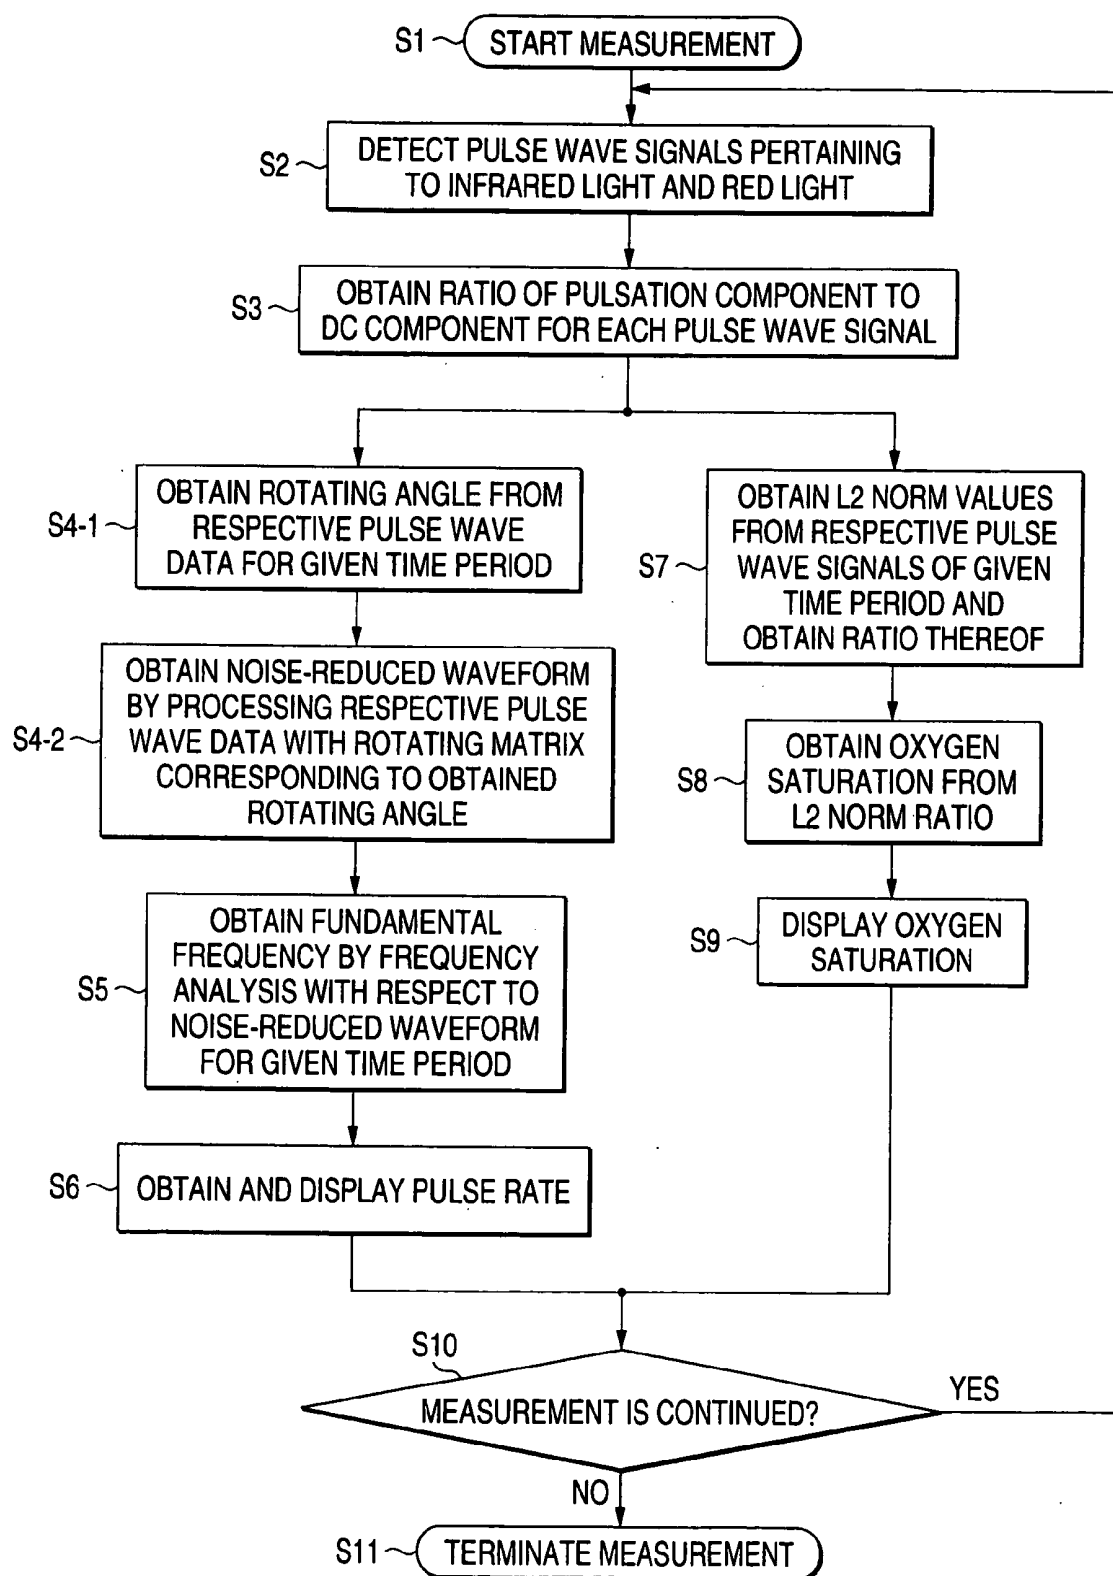 S1
START MEASUREMENT
S2
DETECT PULSE WAVE SIGNALS PERTAINING
TO INFRARED LIGHT AND RED LIGHT
S3
OBTAIN RATIO OF PULSATION COMPONENT TO
DC COMPONENT FOR EACH PULSE WAVE SIGNAL
S4-1
OBTAIN ROTATING ANGLE FROM
RESPECTIVE PULSE WAVE
DATA FOR GIVEN TIME PERIOD
S4-2
OBTAIN NOISE-REDUCED WAVEFORM
BY PROCESSING RESPECTIVE PULSE
WAVE DATA WITH ROTATING MATRIX
CORRESPONDING TO OBTAINED
ROTATING ANGLE
S5
OBTAIN FUNDAMENTAL
FREQUENCY BY FREQUENCY
ANALYSIS WITH RESPECT TO
NOISE-REDUCED WAVEFORM
FOR GIVEN TIME PERIOD
S6
OBTAIN AND DISPLAY PULSE RATE
S7
OBTAIN L2 NORM VALUES
FROM RESPECTIVE PULSE
WAVE SIGNALS OF GIVEN
TIME PERIOD AND
OBTAIN RATIO THEREOF
S8
OBTAIN OXYGEN
SATURATION FROM
L2 NORM RATIO
S9
DISPLAY OXYGEN
SATURATION
S10
MEASUREMENT IS CONTINUED?
YES
NO
S11
TERMINATE MEASUREMENT